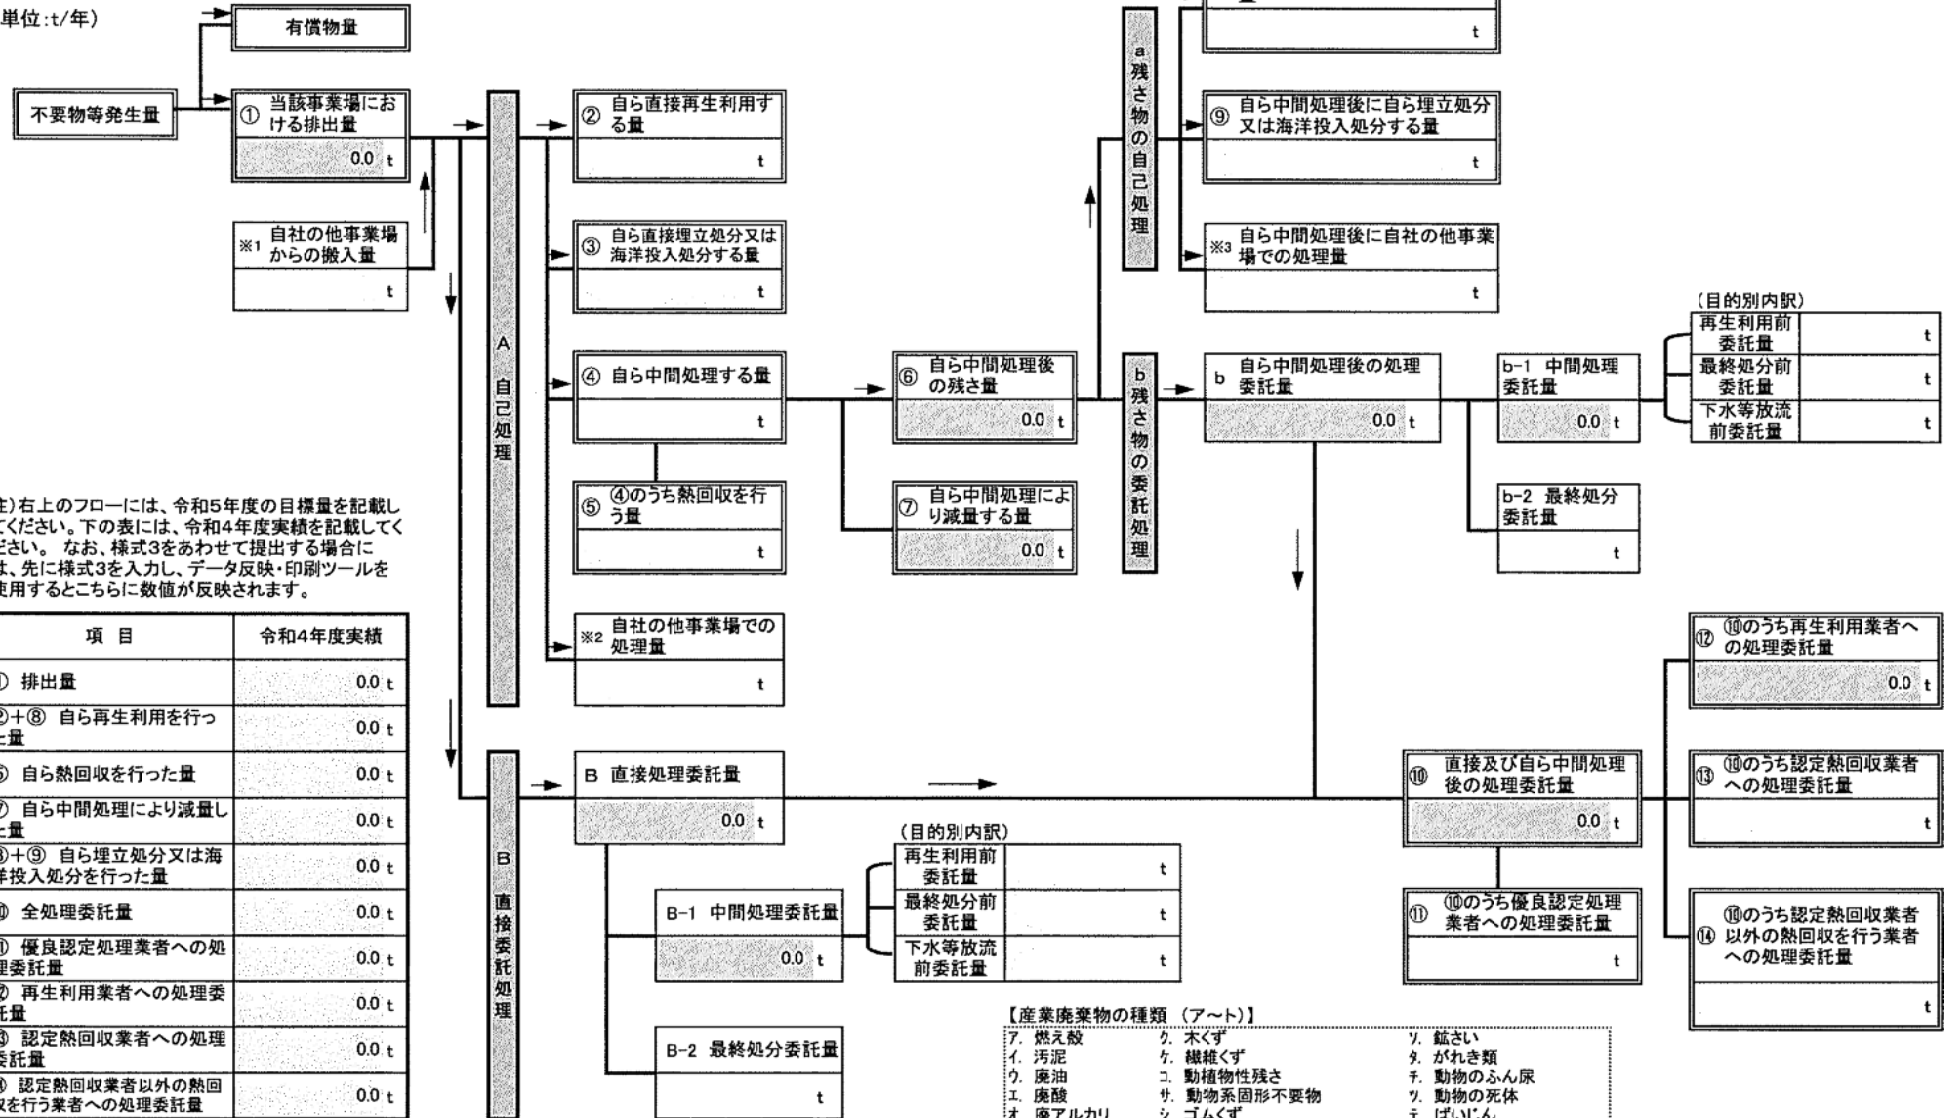 単位:t/年)
有償物量
不要物等発生量
① 当該事業場にお
ける排出量
0.0 t
※1 自社の他事業場
からの搬入量
t
A 自己処理
② 自ら直接再生利用す
る量
t
③ 自ら直接埋立処分又は
海洋投入処分する量
t
④ 自ら中間処理する量
t
⑤ ④のうち熱回収を行
う量
t
※2 自社の他事業場での
処理量
t
⑥ 自ら中間処理後
の残さ量
0.0 t
⑦ 自ら中間処理によ
り減量する量
0.0 t
a 残さ物の自己処理
t
⑨ 自ら中間処理後に自ら埋立処分
又は海洋投入処分する量
t
※3 自ら中間処理後に自社の他事業
場での処理量
t
b 残さ物の委託処理
b 自ら中間処理後の処理
委託量
0.0 t
b-1 中間処理
委託量
0.0 t
(目的別内訳)
再生利用前
委託量
t
最終処分前
委託量
t
下水等放流
前委託量
t
b-2 最終処分
委託量
t
注)右上のフローには、令和5年度の目標量を記載し
てください。下の表には、令和4年度実績を記載してく
ださい。 なお、様式3をあわせて提出する場合に
は、先に様式3を入力し、データ反映・印刷ツールを
使用するとこちらに数値が反映されます。
項 目 令和4年度実績
① 排出量 0.0 t
②+⑧ 自ら再生利用を行っ
た量 0.0 t
⑤ 自ら熱回収を行った量 0.0 t
⑦ 自ら中間処理により減量し
た量 0.0 t
③+⑨ 自ら埋立処分又は海
洋投入処分を行った量 0.0 t
⑩ 全処理委託量 0.0 t
⑪ 優良認定処理業者への処
理委託量 0.0 t
⑫ 再生利用業者への処理委
託量 0.0 t
⑬ 認定熱回収業者への処理
委託量 0.0 t
⑭ 認定熱回収業者以外の熱回
収を行う業者への処理委託量 0.0 t
B 直接委託処理
B 直接処理委託量
0.0 t
B-1 中間処理委託量
0.0 t
(目的別内訳)
再生利用前
委託量
t
最終処分前
委託量
t
下水等放流
前委託量
t
B-2 最終処分委託量
t
⑩ 直接及び自ら中間処理
後の処理委託量
0.0 t
⑪ ⑩のうち優良認定処理
業者への処理委託量
t
⑫ ⑩のうち再生利用業者へ
の処理委託量
0.0 t
⑬ ⑩のうち認定熱回収業者
への処理委託量
t
⑭ ⑩のうち認定熱回収業者
以外の熱回収を行う業者
への処理委託量
t
【産業廃棄物の種類 (ア~ト)】
ア. 燃え殻 ク. 木くず ソ. 鉱さい
イ. 汚泥 ケ. 繊維くず タ. がれき類
ウ. 廃油 コ. 動植物性残さ チ. 動物のふん尿
エ. 廃酸 サ. 動物系固形不要物 ツ. 動物の死体
オ. 廃アルカリ シ. ゴムくず テ. ばいじん